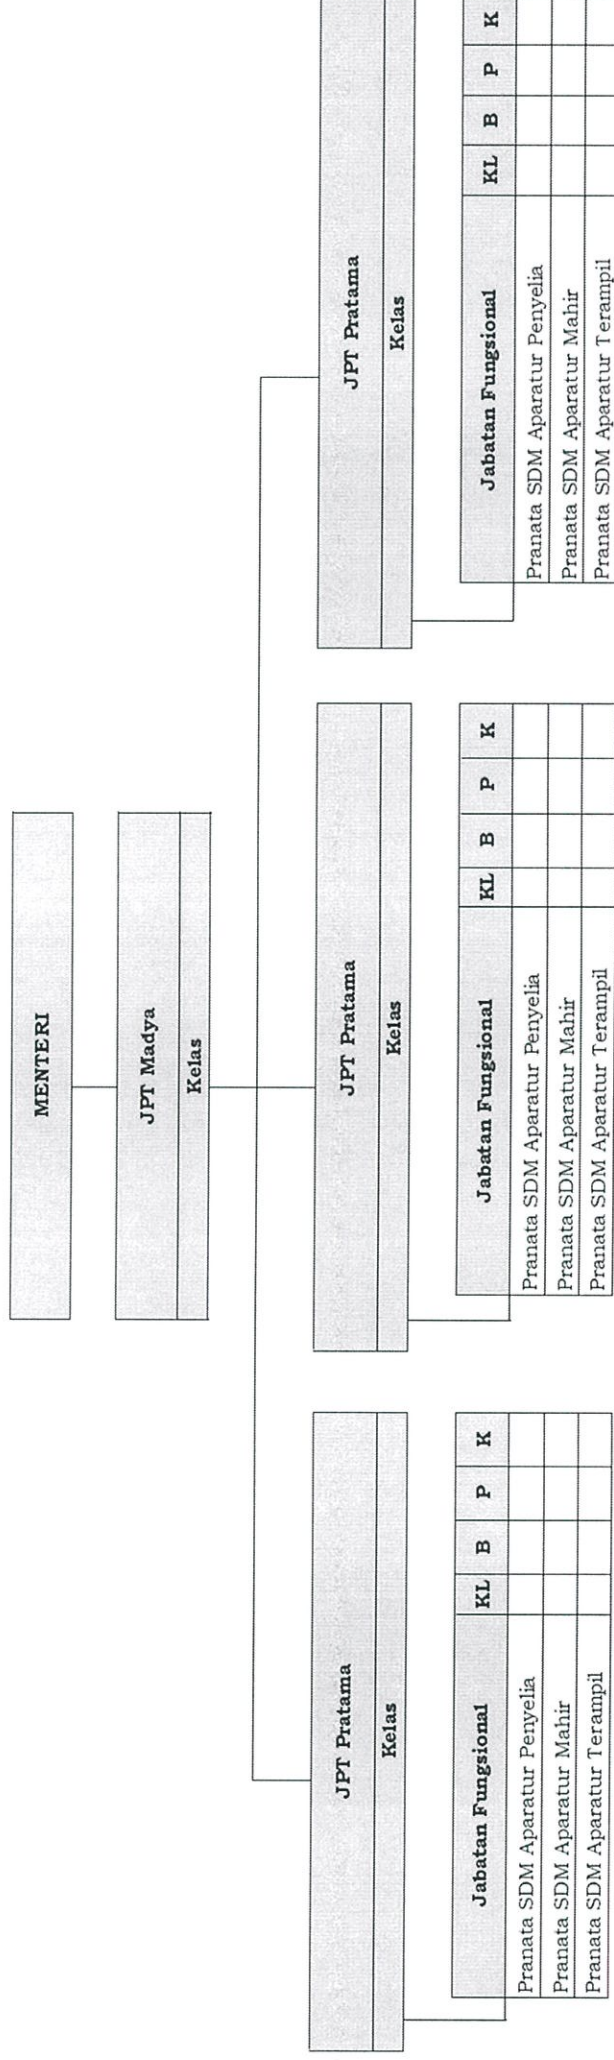 MENTERI
JPT Madya
Kelas
JPT Pratama
Kelas
Jabatan Fungsional KL B P K
Pranata SDM Aparatur Penyelia
Pranata SDM Aparatur Mahir
Pranata SDM Aparatur Terampil
JPT Pratama
Kelas
Jabatan Fungsional KL B P K
Pranata SDM Aparatur Penyelia
Pranata SDM Aparatur Mahir
Pranata SDM Aparatur Terampil
JPT Pratama
Kelas
Jabatan Fungsional KL B P K
Pranata SDM Aparatur Penyelia
Pranata SDM Aparatur Mahir
Pranata SDM Aparatur Terampil